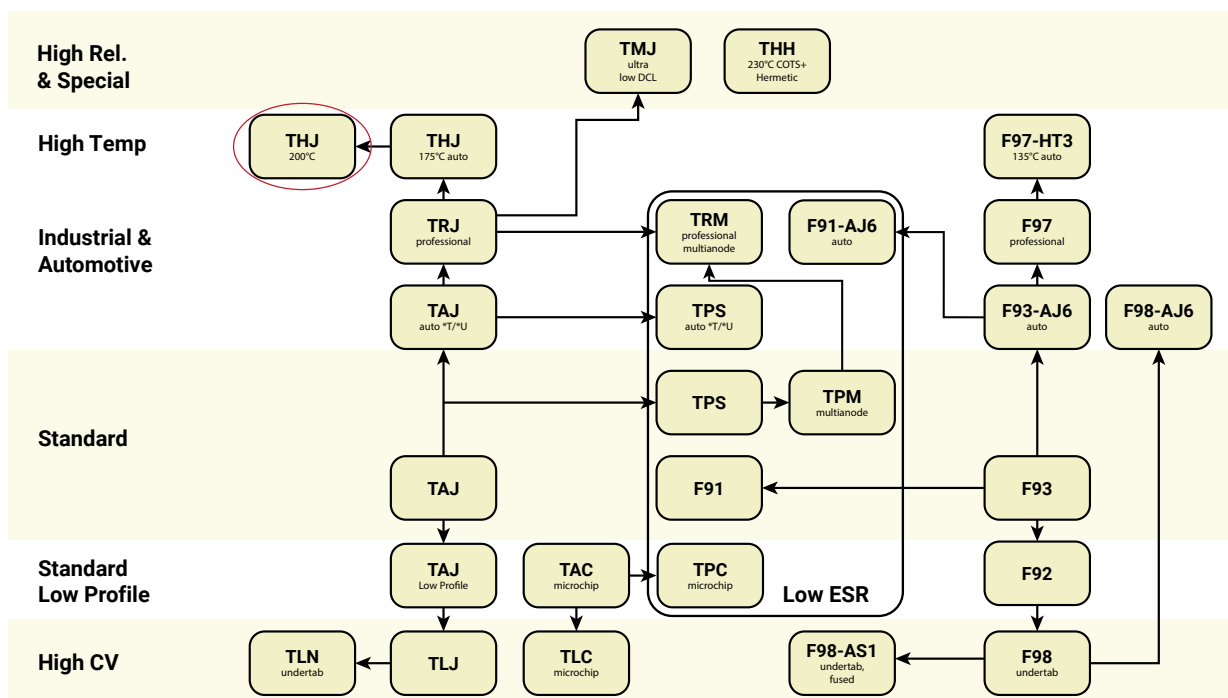 High Rel.
& Special
TMJ
ultra
low DCL
THH
230°C COTS+
Hermetic
High Temp
THJ
200°C
THJ
175°C auto
F97-HT3
135°C auto
Industrial &
Automotive
TRJ
professional
TRM
professional
multianode
F91-AJ6
auto
F97
professional
TAJ
auto *T/*U
TPS
auto *T/*U
F93-AJ6
auto
F98-AJ6
auto
Standard
TPS
TPM
multianode
TAJ
F91
F93
Standard
Low Profile
TAJ
Low Profile
TAC
microchip
TPC
microchip
Low ESR
F92
High CV
TLN
undertab
TLJ
TLC
microchip
F98-AS1
undertab,
fused
F98
undertab